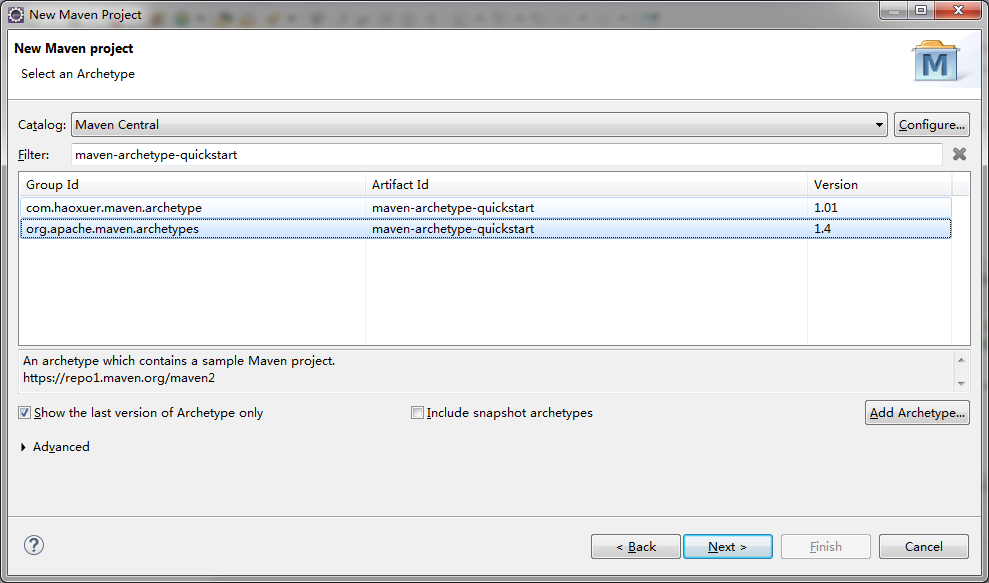 New Maven Project
New Maven project
Select an Archetype
M
Catalog: Maven Central Configure...
Filter: maven-archetype-quickstart
Group Id Artifact Id Version
com.haoxuer.maven.archetype maven-archetype-quickstart 1.01
org.apache.maven.archetypes maven-archetype-quickstart 1.4
An archetype which contains a sample Maven project.
https://repo1.maven.org/maven2
Show the last version of Archetype only Include snapshot archetypes Add Archetype...
Advanced
? < Back Next > Finish Cancel